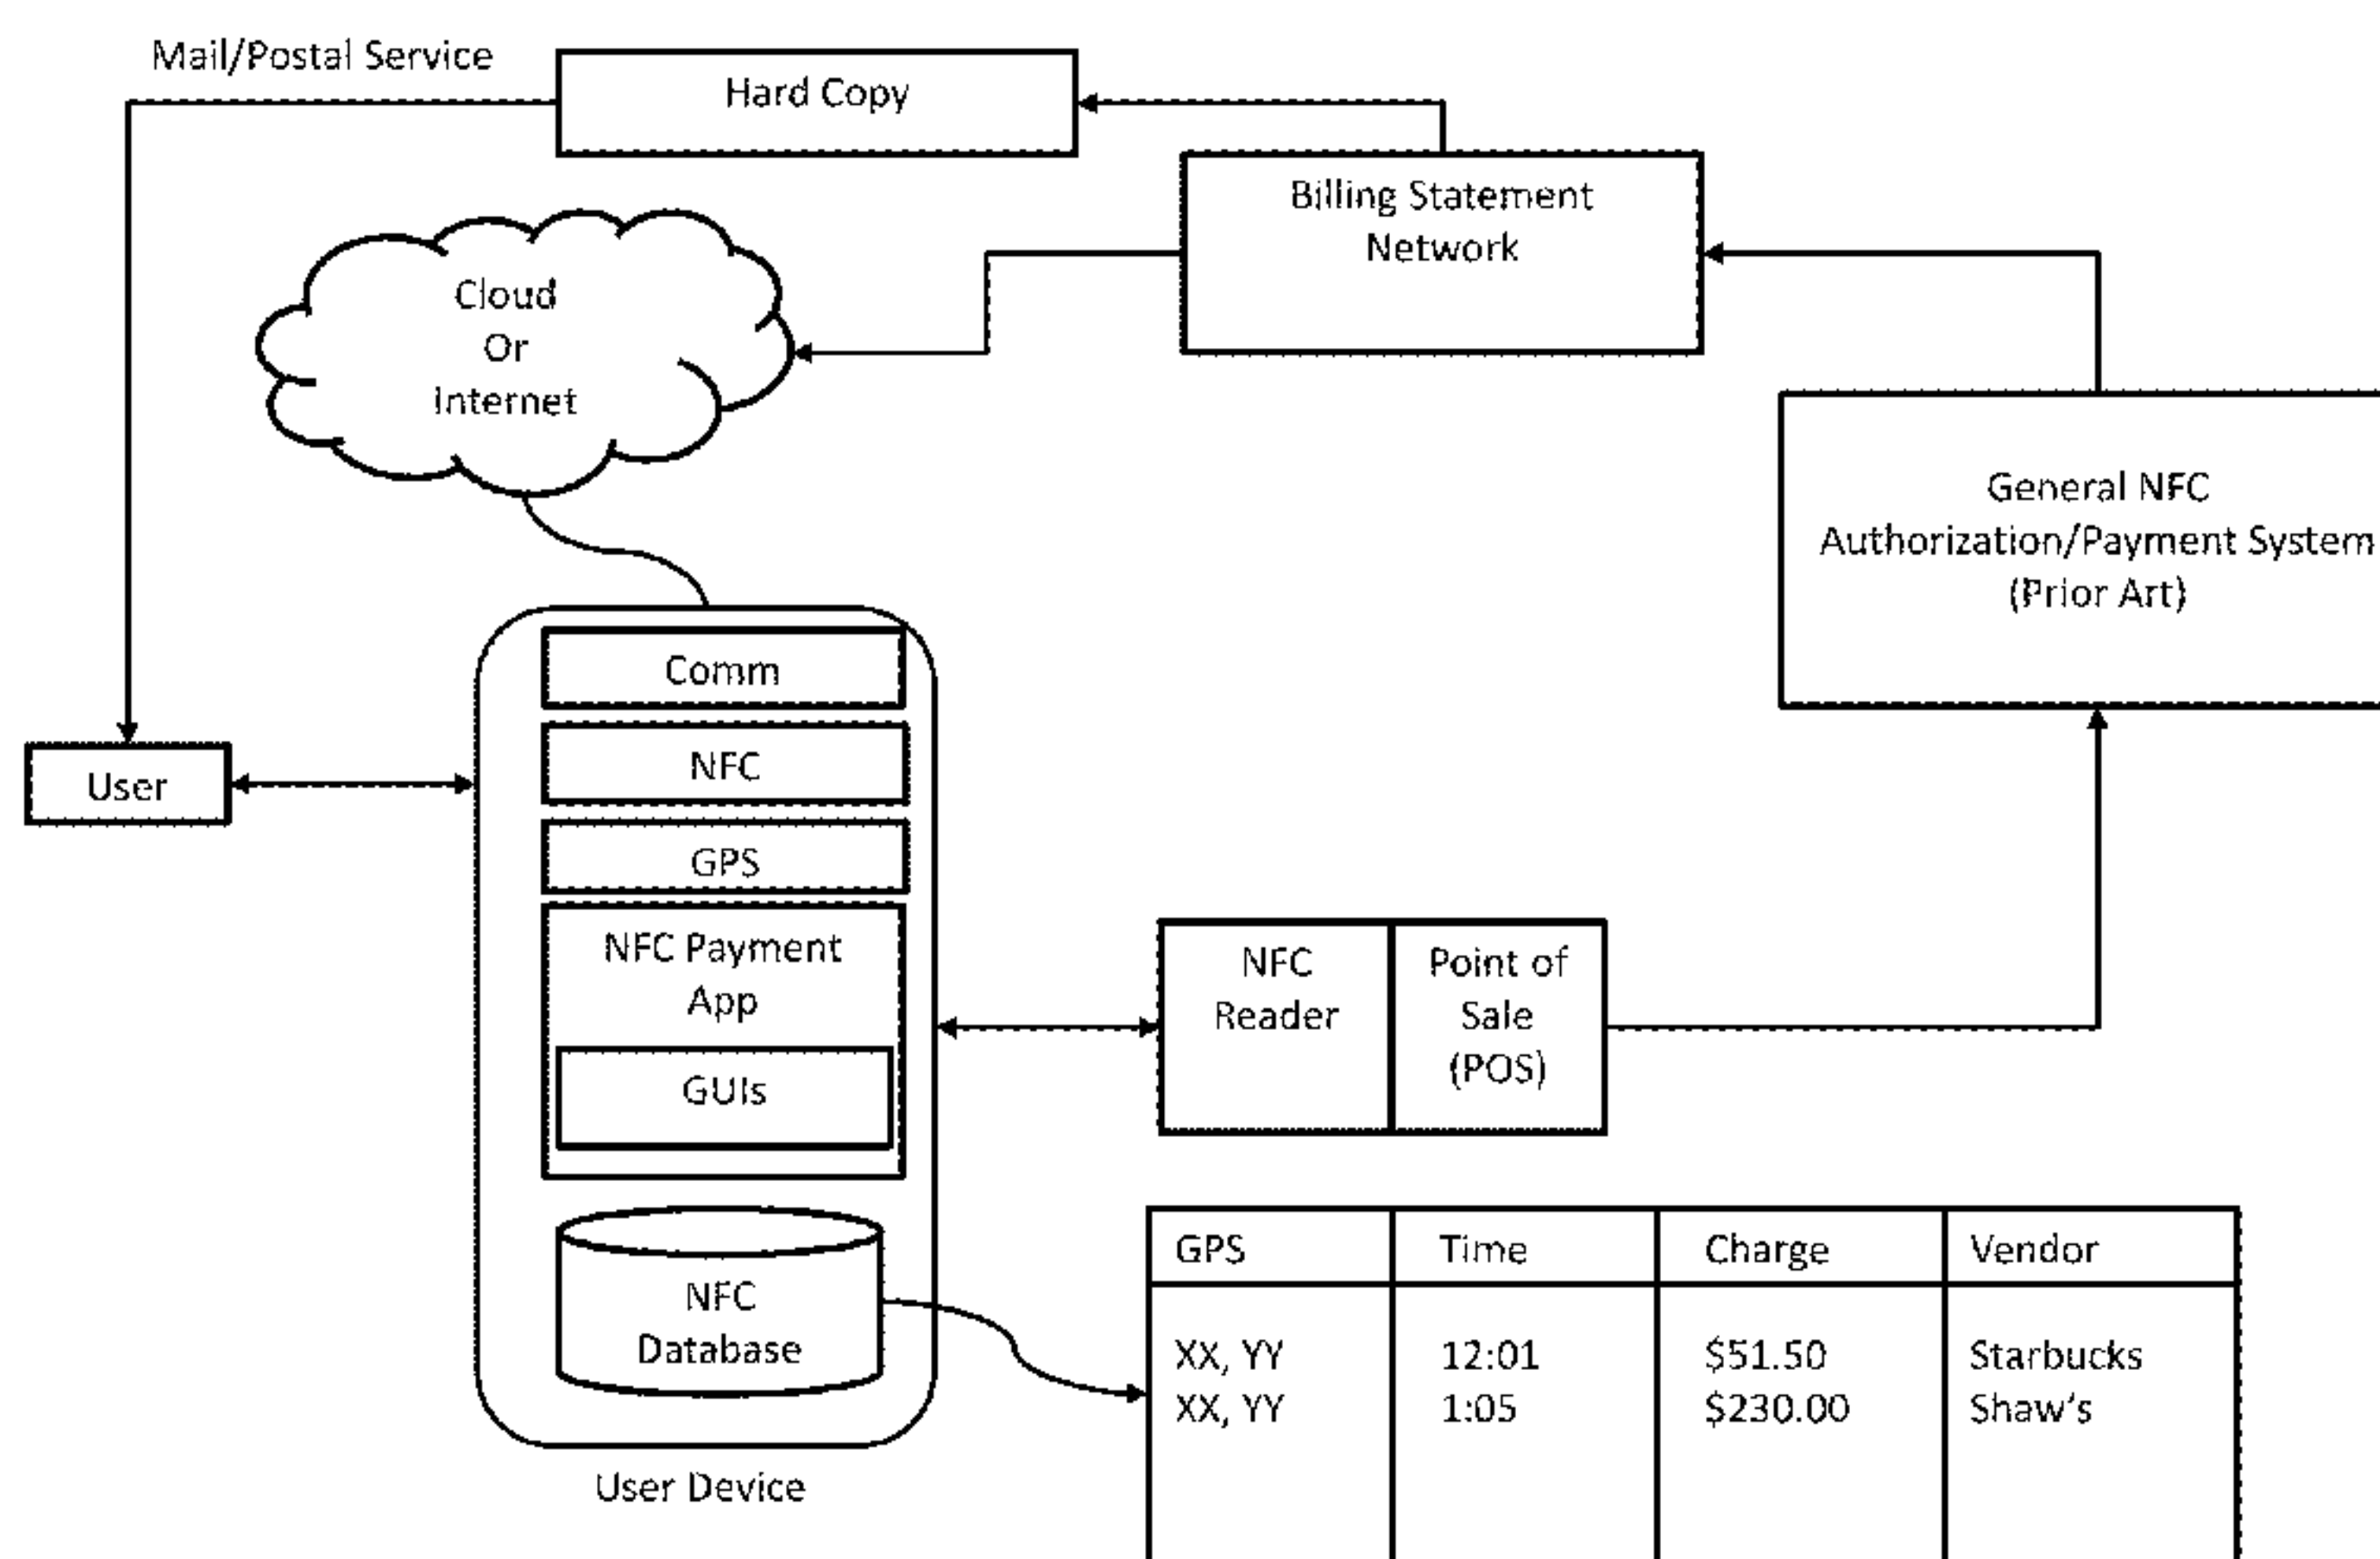 Mail/Postal Service
Hard Copy
Billing Statement
Network
Cloud
Or
Internet
General NFC
Authorization/Payment System
(Prior Art)
Comm
NFC
User
GPS
NFC Payment
App
GUIs
NFC
Reader
Point of
Sale
(POS)
NFC
Database
User Device
GPS Time Charge Vendor
XX, YY 12:01 $51.50 Starbucks
XX, YY 1:05 $230.00 Shaw's